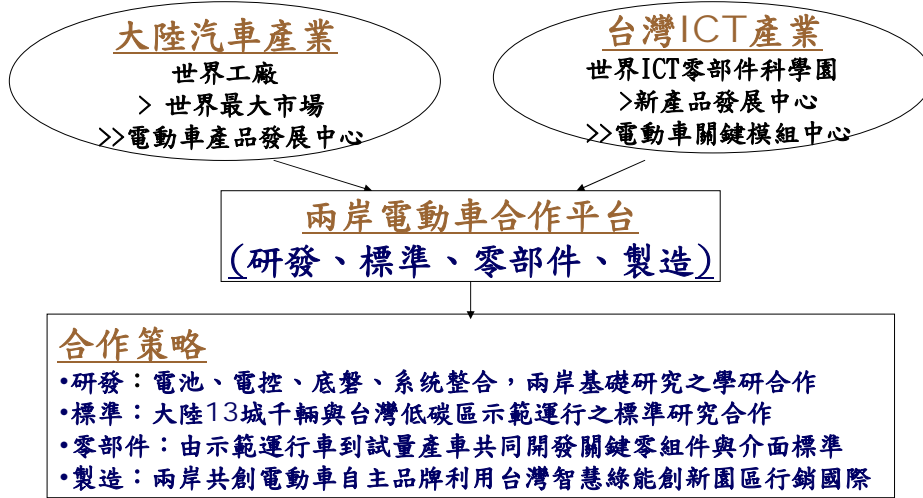 大陸汽車產業
世界工廠
> 世界最大市場
>>電動車產品發展中心
台灣ICT產業
世界ICT零部件科學園
>新產品發展中心
>>電動車關鍵模組中心
兩岸電動車合作平台
(研發、標準、零部件、製造)
合作策略
•研發：電池、電控、底盤、系統整合，兩岸基礎研究之學研合作
•標準：大陸13城千輛與台灣低碳區示範運行之標準研究合作
•零部件：由示範運行車到試量產車共同開發關鍵零組件與介面標準
•製造：兩岸共創電動車自主品牌利用台灣智慧綠能創新園區行銷國際